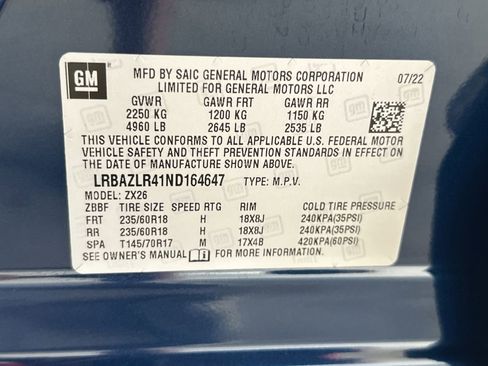 GM
MFD BY SAIC GENERAL MOTORS CORPORATION 07/22
LIMITED FOR GENERAL MOTORS LLC
GVWR GAWR FRT GAWR RR
2250 KG 1200 KG 1150 KG
4960 LB 2645 LB 2535 LB
THIS VEHICLE CONFORMS TO ALL APPLICABLE U.S. FEDERAL MOTOR
VEHICLE SAFETY AND THEFT PREVENTION STANDARDS IN EFFECT ON
THE DATE OF MANUFACTURE SHOWN ABOVE.
LRBAZLR41ND164647 TYPE: M.P.V.
MODEL: ZX26
ZBBF TIRE SIZE SPEED RTG RIM COLD TIRE PRESSURE
FRT 235/60R18 H 18X8J 240KPA(35PSI)
RR 235/60R18 H 18X8J 240KPA(35PSI)
SPA T145/70R17 M 17X4B 420KPA(60PSI)
SEE OWNER'S MANUAL FOR MORE INFORMATION.